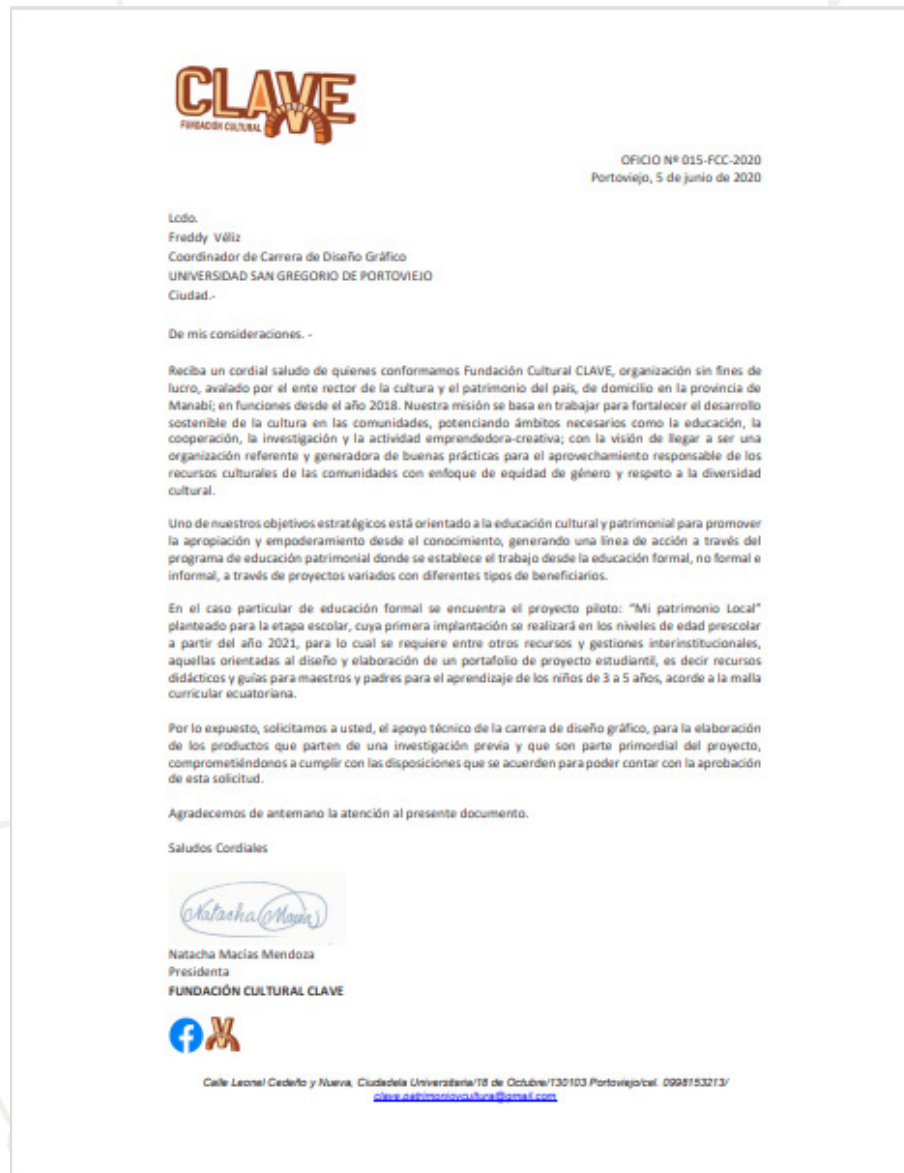 CLAVE
FUNDACIÓN CULTURAL
OFICIO Nº 015-FCC-2020
Portoviejo, 5 de junio de 2020
Lcdo.
Freddy Véliz
Coordinador de Carrera de Diseño Gráfico
UNIVERSIDAD SAN GREGORIO DE PORTOVIEJO
Ciudad.-
De mis consideraciones. -
Reciba un cordial saludo de quienes conformamos Fundación Cultural CLAVE, organización sin fines de
lucro, avalado por el ente rector de la cultura y el patrimonio del país, de domicilio en la provincia de
Manabí; en funciones desde el año 2018. Nuestra misión se basa en trabajar para fortalecer el desarrollo
sostenible de la cultura en las comunidades, potenciando ámbitos necesarios como la educación, la
cooperación, la investigación y la actividad emprendedora-creativa; con la visión de llegar a ser una
organización referente y generadora de buenas prácticas para el aprovechamiento responsable de los
recursos culturales de las comunidades con enfoque de equidad de género y respeto a la diversidad
cultural.
Uno de nuestros objetivos estratégicos está orientado a la educación cultural y patrimonial para promover
la apropiación y empoderamiento desde el conocimiento, generando una línea de acción a través del
programa de educación patrimonial donde se establece el trabajo desde la educación formal, no formal e
informal, a través de proyectos variados con diferentes tipos de beneficiarios.
En el caso particular de educación formal se encuentra el proyecto piloto: “Mi patrimonio Local”
planteado para la etapa escolar, cuya primera implantación se realizará en los niveles de edad prescolar
a partir del año 2021, para lo cual se requiere entre otros recursos y gestiones interinstitucionales,
aquellas orientadas al diseño y elaboración de un portafolio de proyecto estudiantil, es decir recursos
didácticos y guías para maestros y padres para el aprendizaje de los niños de 3 a 5 años, acorde a la malla
curricular ecuatoriana.
Por lo expuesto, solicitamos a usted, el apoyo técnico de la carrera de diseño gráfico, para la elaboración
de los productos que parten de una investigación previa y que son parte primordial del proyecto,
comprometiéndonos a cumplir con las disposiciones que se acuerden para poder contar con la aprobación
de esta solicitud.
Agradecemos de antemano la atención al presente documento.
Saludos Cordiales
Natacha Macías
Natacha Macías Mendoza
Presidenta
FUNDACIÓN CULTURAL CLAVE
Calle Leonel Cedeño y Nueva, Ciudadela Universitaria/18 de Octubre/130103 Portoviejo/cel. 0998153213/
clave.patrimonioycultura@gmail.com